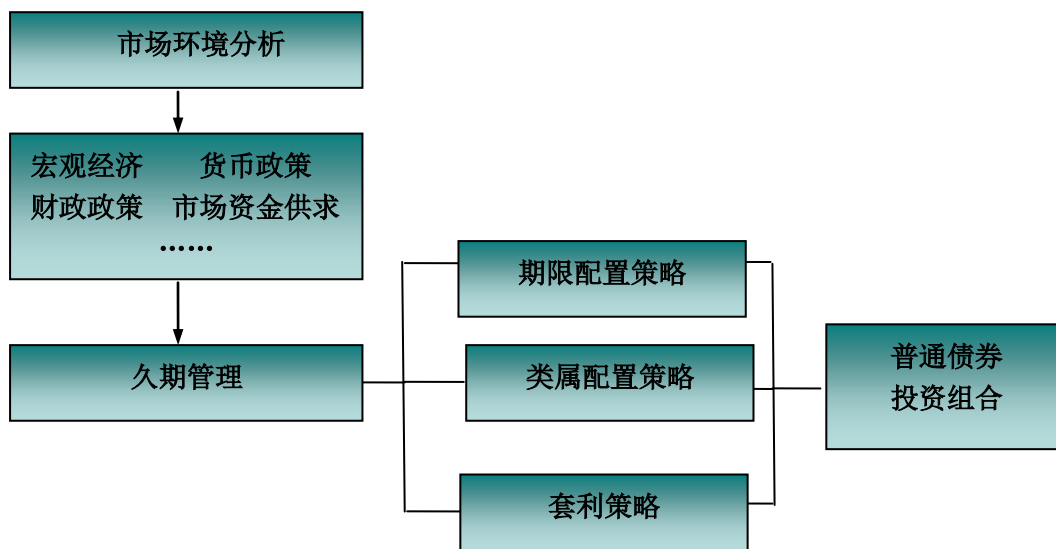 市场环境分析
宏观经济 货币政策
财政政策 市场资金供求
……
久期管理
期限配置策略
类属配置策略
套利策略
普通债券
投资组合